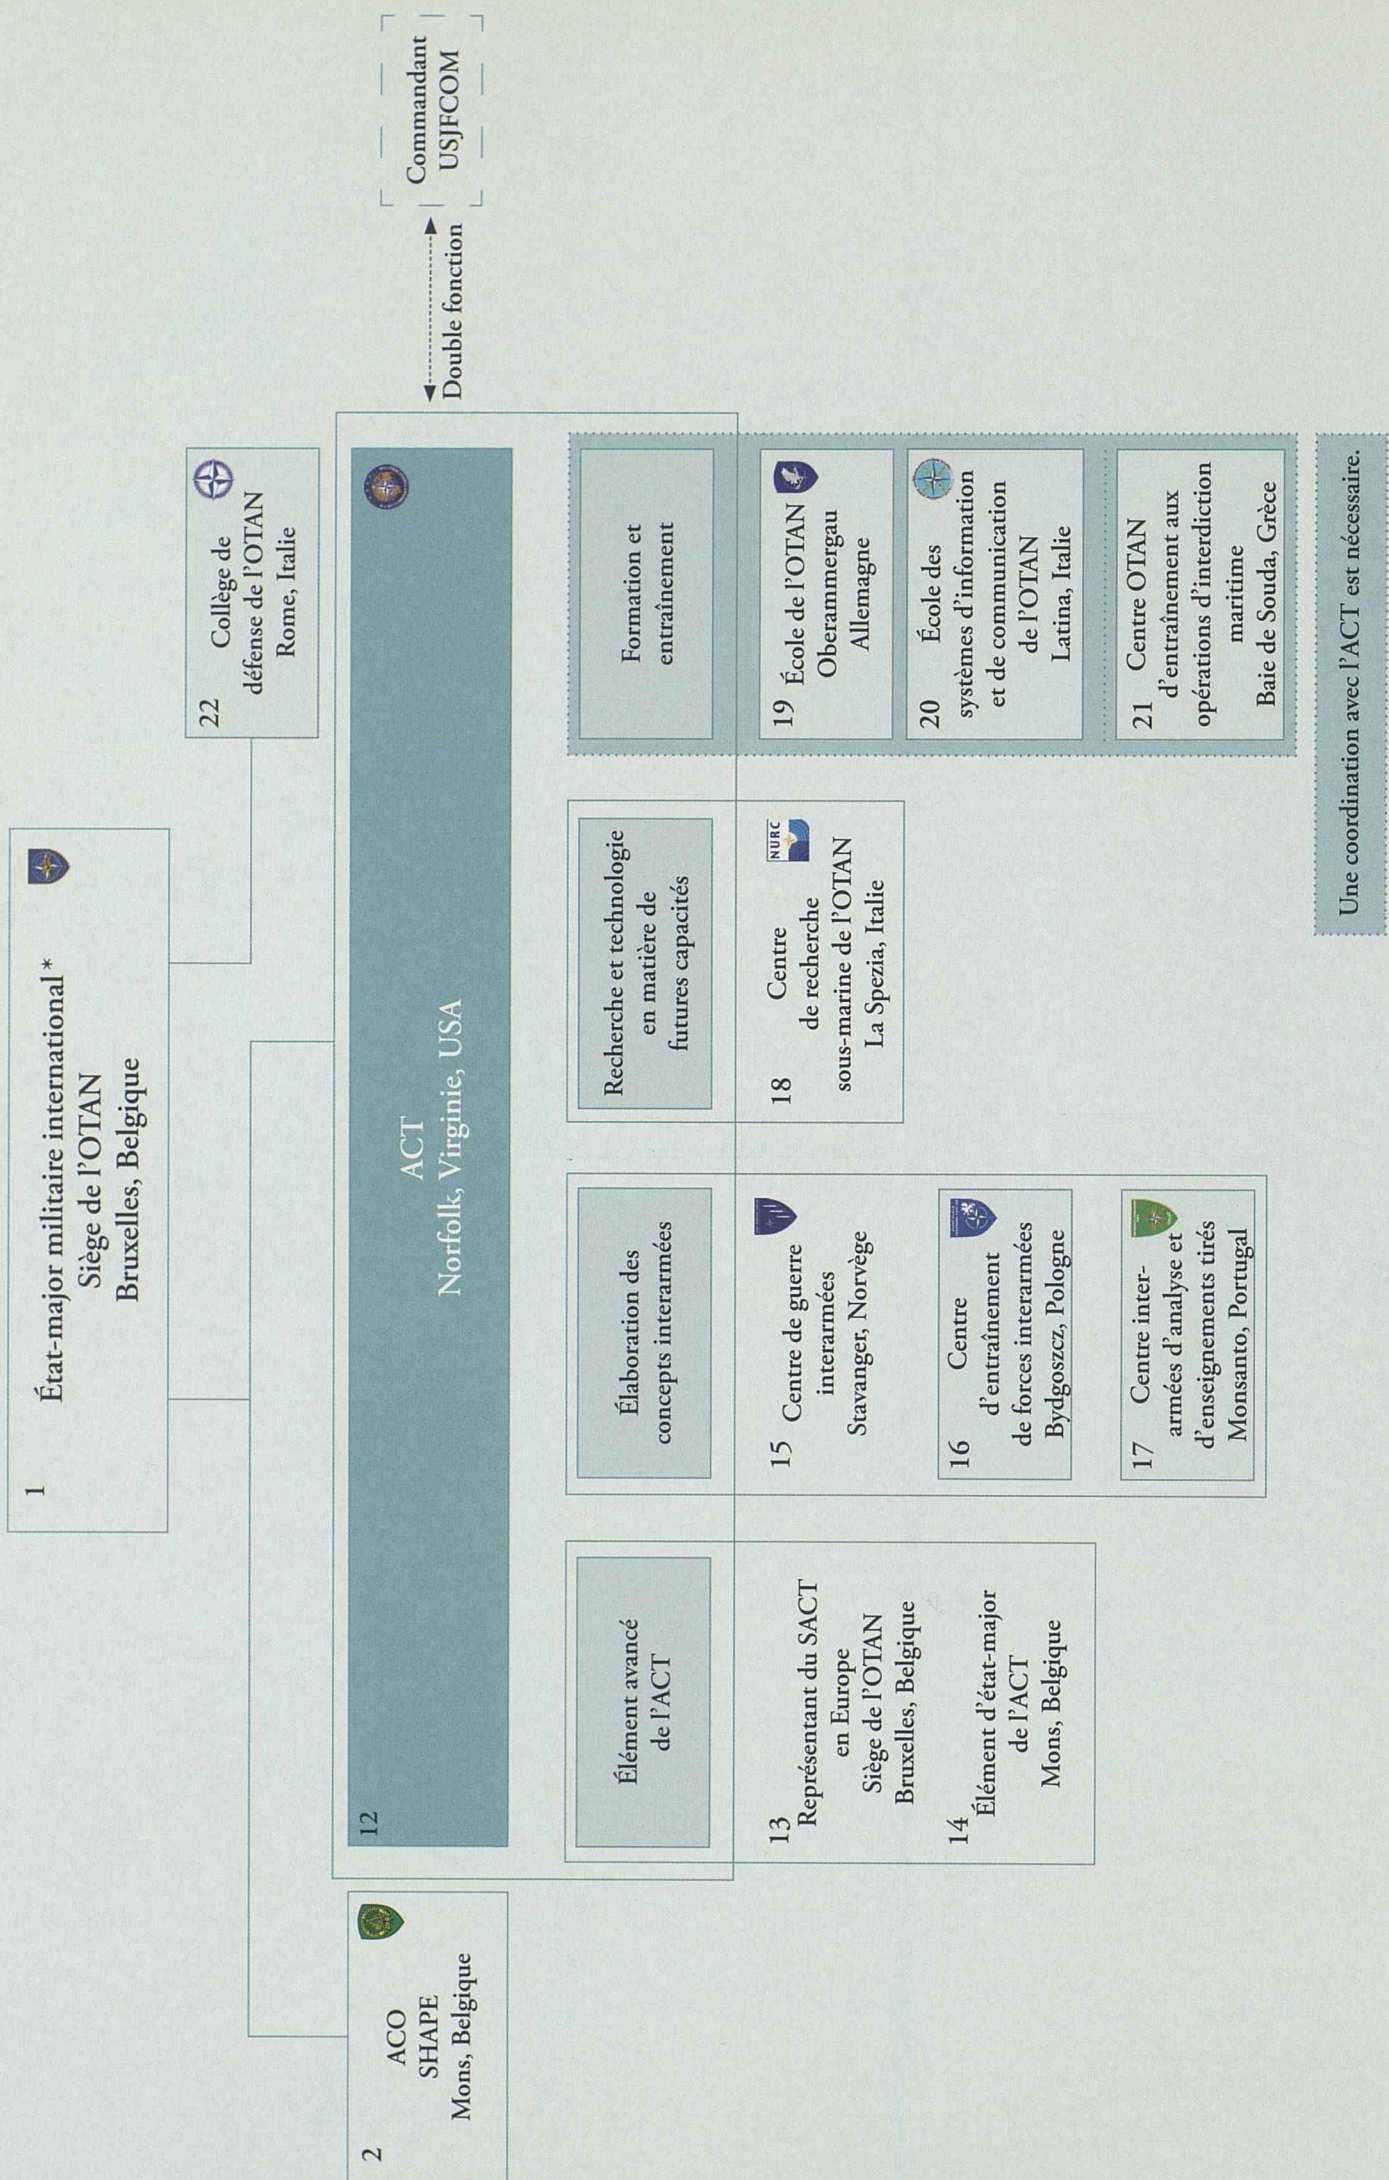 1
État-major militaire international*
Siège de l'OTAN
Bruxelles, Belgique
22
Collège de
défense de l'OTAN
Rome, Italie
2
ACO
SHAPE
Mons, Belgique
12
ACT
Norfolk, Virginie, USA
Double fonction
Commandant
USJFCOM
Élément avancé
de l'ACT
13
Représentant du SACT
en Europe
Siège de l'OTAN
Bruxelles, Belgique
14
Élément d'état-major
de l'ACT
Mons, Belgique
Élaboration des
concepts interarmées
15 Centre de guerre
interarmées
Stavanger, Norvège
16 Centre
d'entraînement
de forces interarmées
Bydgoszcz, Pologne
17 Centre inter-
armées d'analyse et
d'enseignements tirés
Monsanto, Portugal
Recherche et technologie
en matière de
futures capacités
18 Centre
de recherche
sous-marine de l'OTAN
La Spezia, Italie
NURC
Formation et
entraînement
19 École de l'OTAN
Oberammergau
Allemagne
20 École des
systèmes d'information
et de communication
de l'OTAN
Latina, Italie
21 Centre OTAN
d'entraînement aux
opérations d'interdiction
maritime
Baie de Souda, Grèce
Une coordination avec l'ACT est nécessaire.